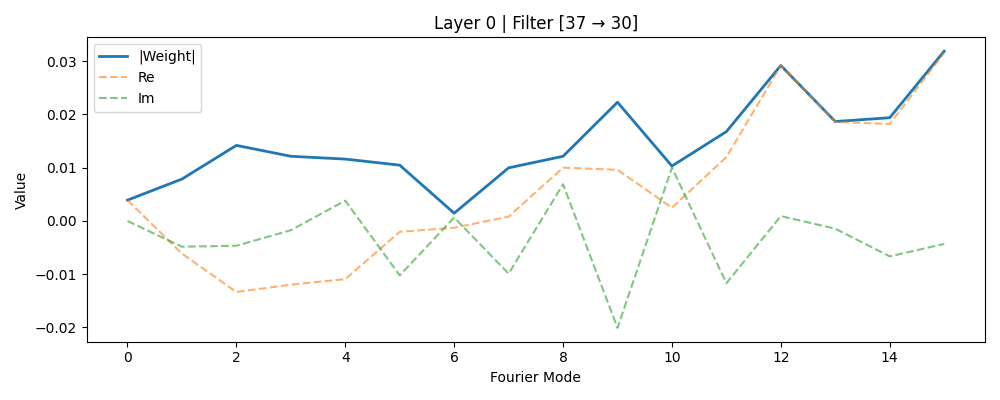 Layer 0 | Filter [37 → 30]
|Weight|
Re
Im
0.03
0.02
0.01
0.00
−0.01
−0.02
Value
0 2 4 6 8 10 12 14
Fourier Mode